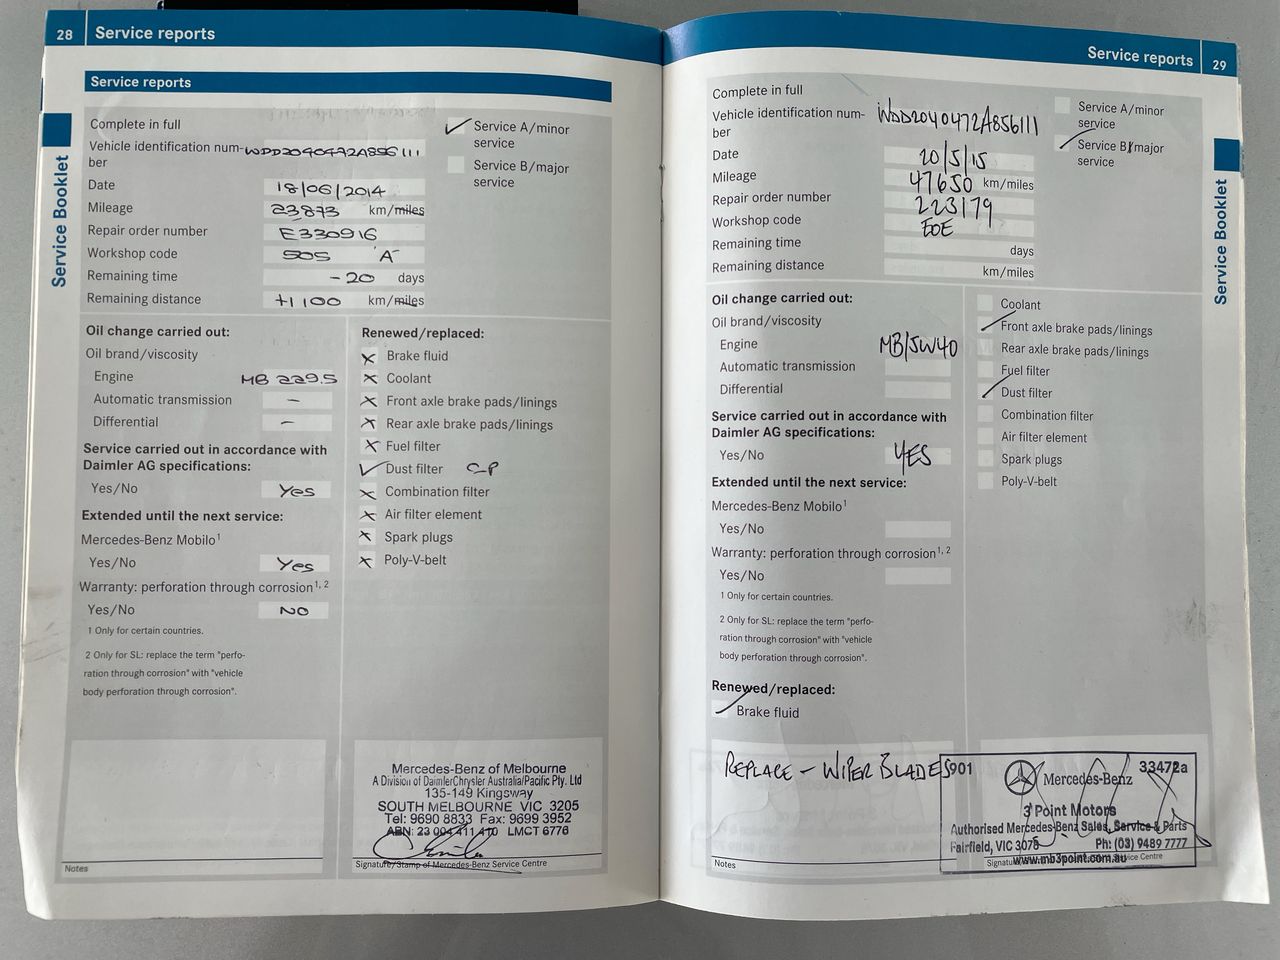 28 Service reports
Service reports
Complete in full
Vehicle identification num-
ber WDD2040472A856111
Date 18/06/2014
Mileage 23873 km/miles
Repair order number E330916
Workshop code 505 'A'
Remaining time -20 days
Remaining distance +1100 km/miles
Service A/minor
service
Service B/major
service
Oil change carried out:
Oil brand/viscosity
Engine MB 229.5
Automatic transmission –
Differential –
Service carried out in accordance with
Daimler AG specifications:
Yes/No Yes
Extended until the next service:
Mercedes-Benz Mobilo1
Yes/No Yes
Warranty: perforation through corrosion1, 2
Yes/No NO
1 Only for certain countries.
2 Only for SL: replace the term "perfo-
ration through corrosion" with "vehicle
body perforation through corrosion".
Renewed/replaced:
Brake fluid
Coolant
Front axle brake pads/linings
Rear axle brake pads/linings
Fuel filter
Dust filter
Combination filter
Air filter element
Spark plugs
Poly-V-belt
Notes
Mercedes-Benz of Melbourne
A Division of DaimlerChrysler Australia/Pacific Pty. Ltd
135-149 Kingsway
SOUTH MELBOURNE VIC 3205
Tel: 9690 8833 Fax: 9699 3952
ABN: 23 004 411 410 LMCT 6776
Signature/Stamp of Mercedes-Benz Service Centre
Service Booklet
Service reports 29
Complete in full
Vehicle identification num-
ber WDD2040472A856111
Date 20/5/15
Mileage 47650 km/miles
Repair order number 223179
Workshop code EOE
Remaining time days
Remaining distance km/miles
Service A/minor
service
Service B/major
service
Oil change carried out:
Oil brand/viscosity
Engine MB/5W40
Automatic transmission
Differential
Service carried out in accordance with
Daimler AG specifications:
Yes/No YES
Extended until the next service:
Mercedes-Benz Mobilo1
Yes/No
Warranty: perforation through corrosion1, 2
Yes/No
1 Only for certain countries.
2 Only for SL: replace the term "perfo-
ration through corrosion" with "vehicle
body perforation through corrosion".
Renewed/replaced:
Brake fluid
Coolant
Front axle brake pads/linings
Rear axle brake pads/linings
Fuel filter
Dust filter
Combination filter
Air filter element
Spark plugs
Poly-V-belt
REPLACE - WIPER BLADES
Notes
901 Mercedes-Benz 33472a
3 Point Motors
Authorised Mercedes-Benz Sales, Service & Parts
Fairfield, VIC 3078 Ph: (03) 9489 7777
www.mb3point.com.au
Service Booklet